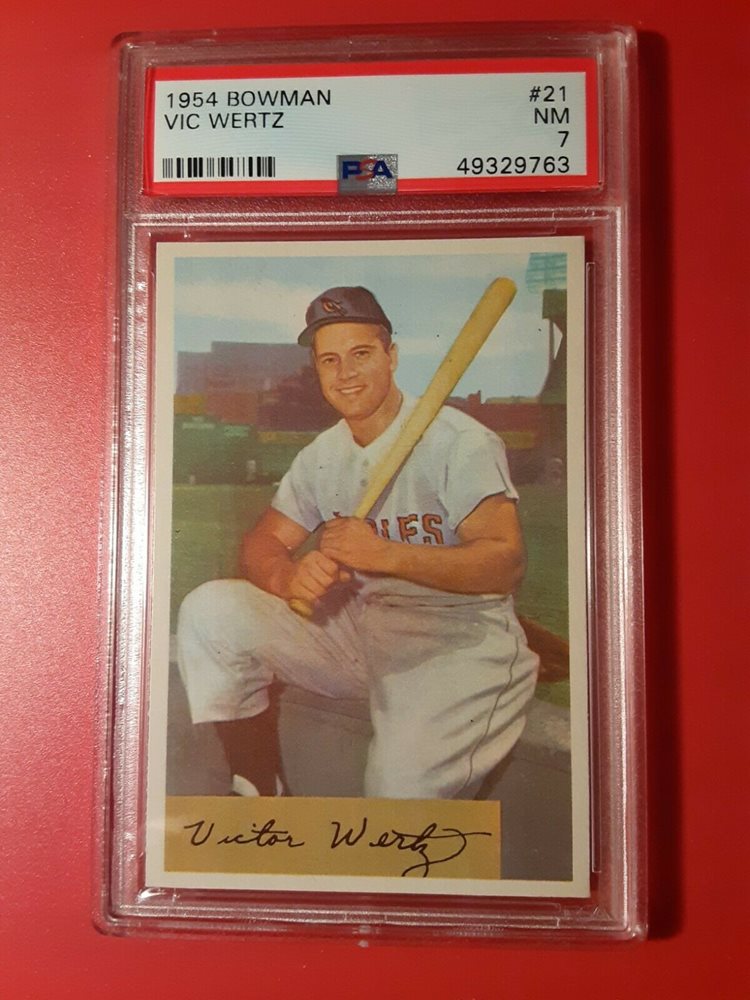 1954 BOWMAN #21
VIC WERTZ NM
7
PSA 49329763
Victor Wertz